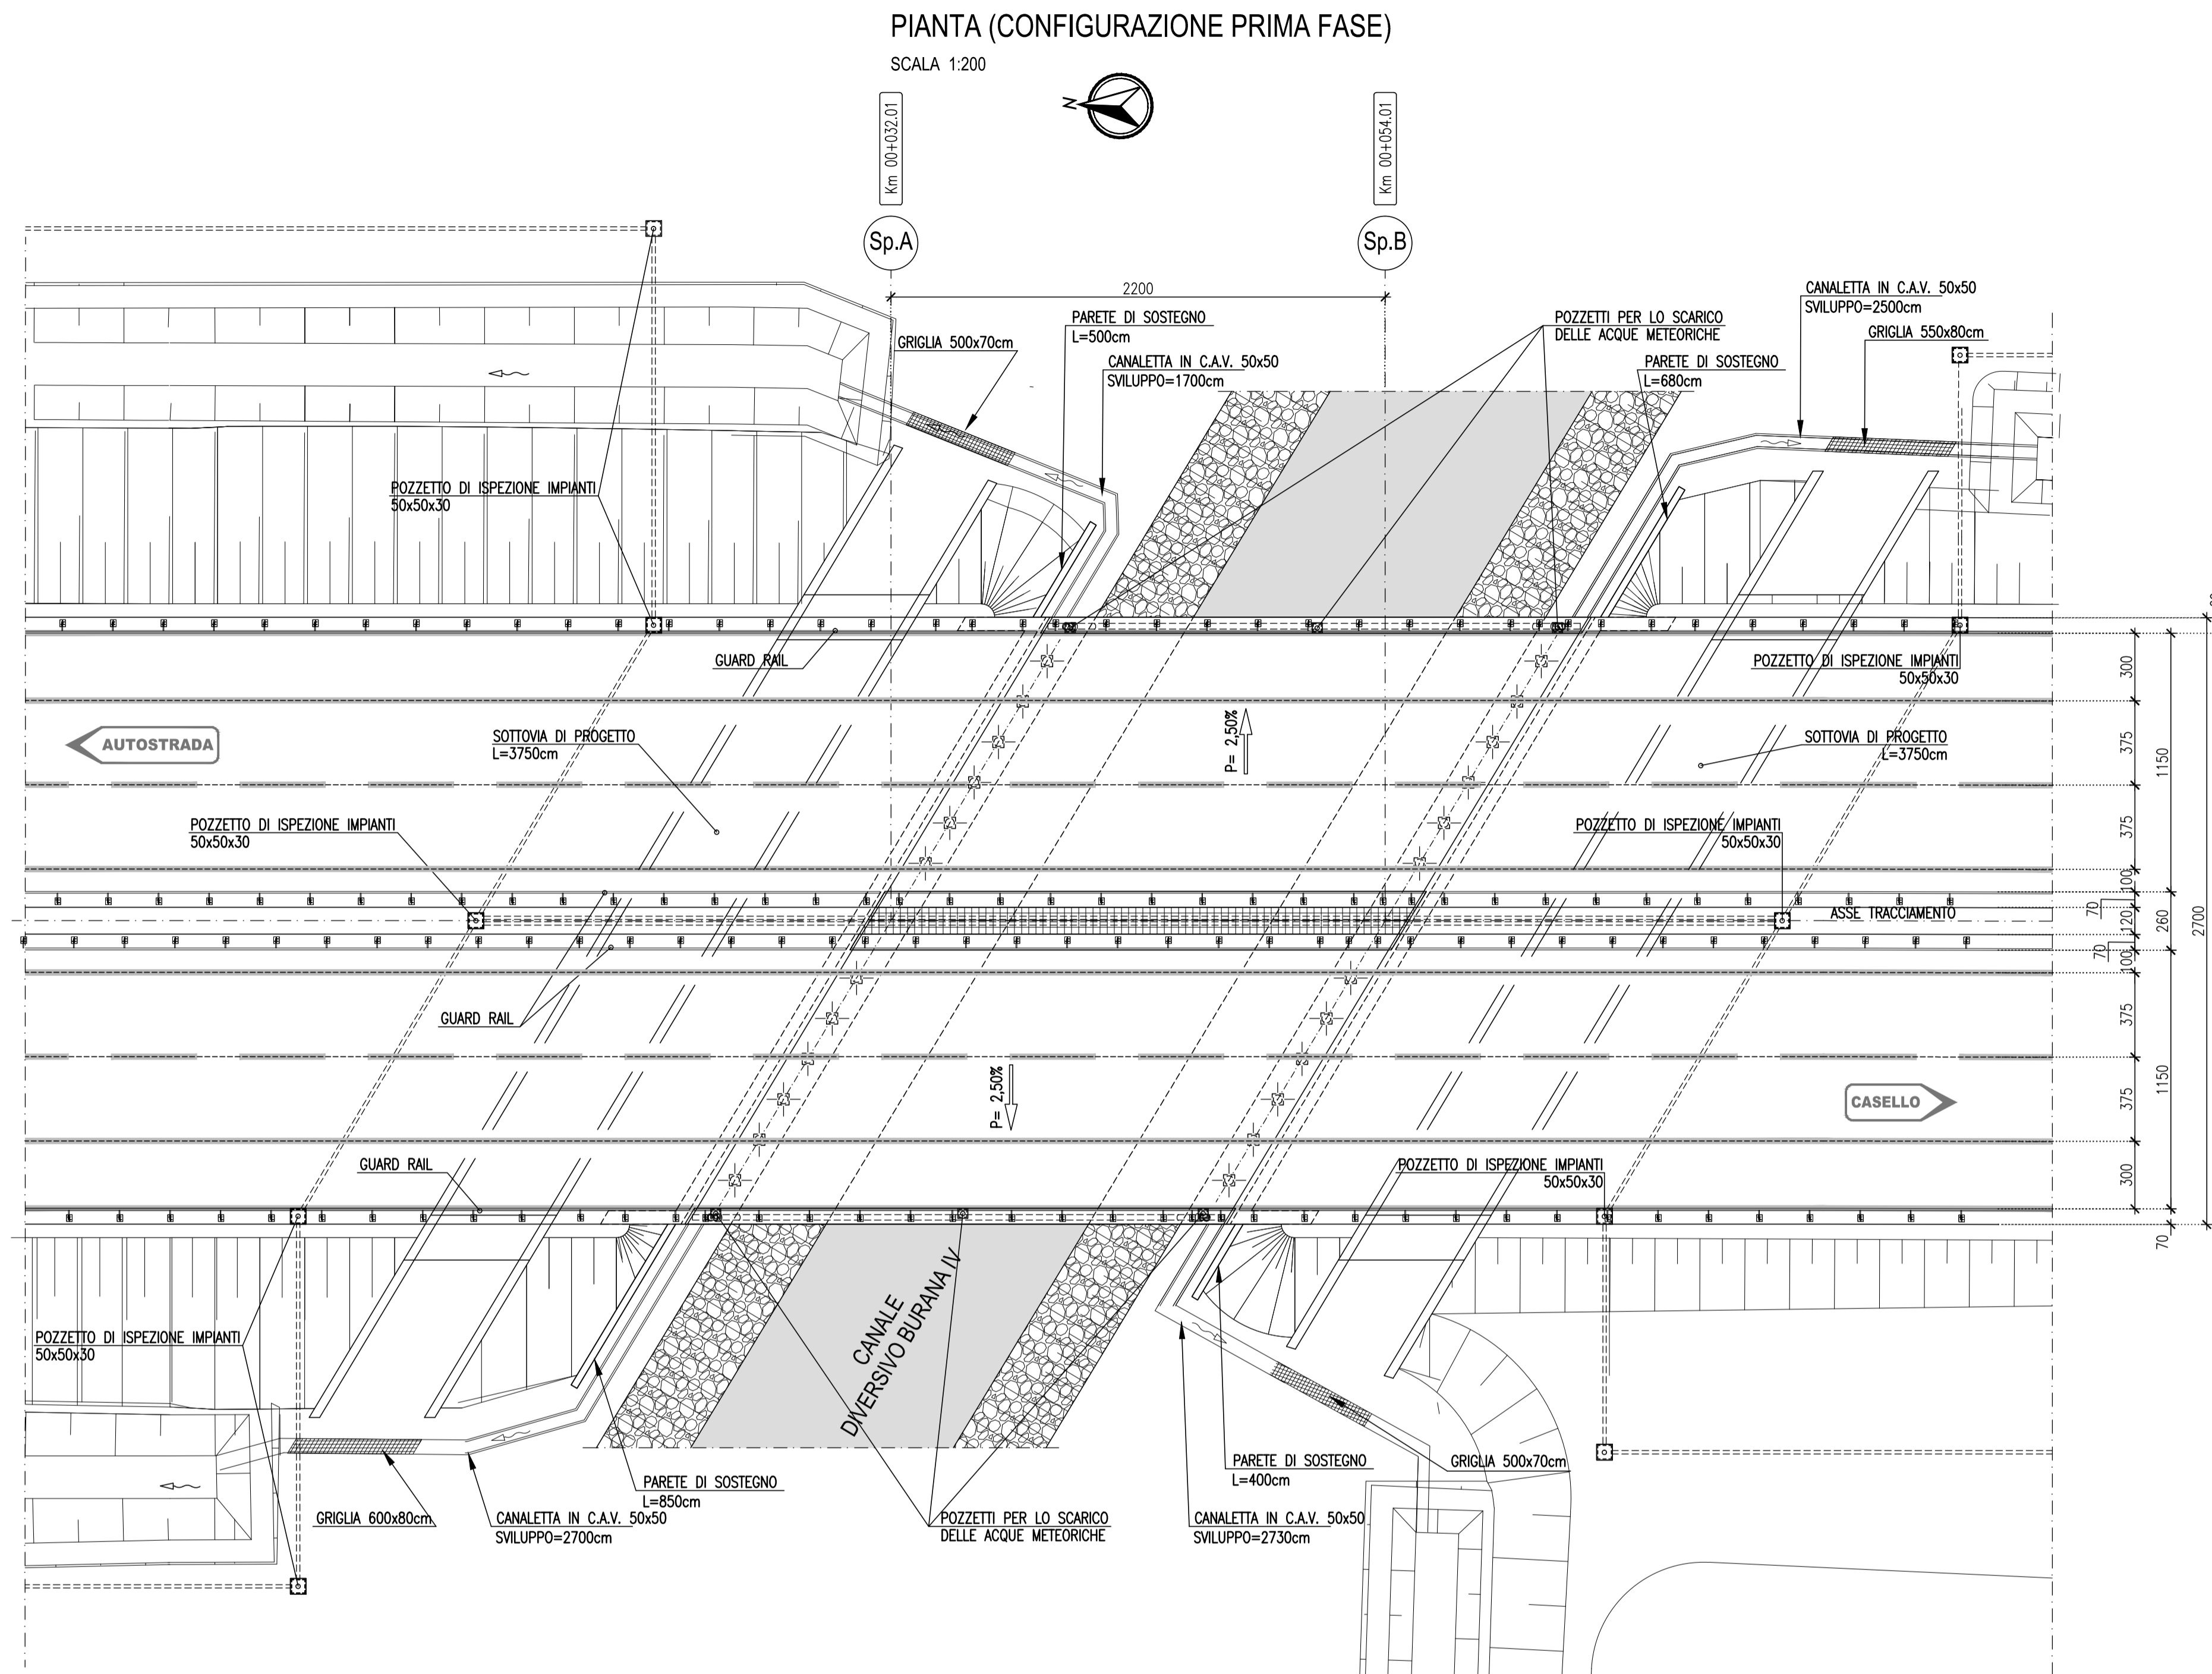 PIANTA (CONFIGURAZIONE PRIMA FASE)
SCALA 1:200
N
Km 00+032.01
Km 00+054.01
Sp.A
Sp.B
2200
CANALETTA IN C.A.V. 50x50
SVILUPPO=2500cm
GRIGLIA 550x80cm
PARETE DI SOSTEGNO
L=500cm
POZZETTI PER LO SCARICO
DELLE ACQUE METEORICHE
GRIGLIA 500x70cm
CANALETTA IN C.A.V. 50x50
SVILUPPO=1700cm
PARETE DI SOSTEGNO
L=680cm
POZZETTO DI ISPEZIONE IMPIANTI
50x50x30
GUARD RAIL
POZZETTO DI ISPEZIONE IMPIANTI
50x50x30
300
AUTOSTRADA
SOTTOVIA DI PROGETTO
L=3750cm
P= 2,50%
SOTTOVIA DI PROGETTO
L=3750cm
375
1150
POZZETTO DI ISPEZIONE IMPIANTI
50x50x30
POZZETTO DI ISPEZIONE IMPIANTI
50x50x30
375
100
ASSE TRACCIAMENTO
70
120
260
2700
70
100
GUARD RAIL
375
P= 2,50%
CASELLO
375
1150
GUARD RAIL
POZZETTO DI ISPEZIONE IMPIANTI
50x50x30
300
70
CANALE
DIVERSIVO BURANA IV
POZZETTO DI ISPEZIONE IMPIANTI
50x50x30
PARETE DI SOSTEGNO
L=850cm
PARETE DI SOSTEGNO
L=400cm
GRIGLIA 500x70cm
GRIGLIA 600x80cm
CANALETTA IN C.A.V. 50x50
SVILUPPO=2700cm
POZZETTI PER LO SCARICO
DELLE ACQUE METEORICHE
CANALETTA IN C.A.V. 50x50
SVILUPPO=2730cm